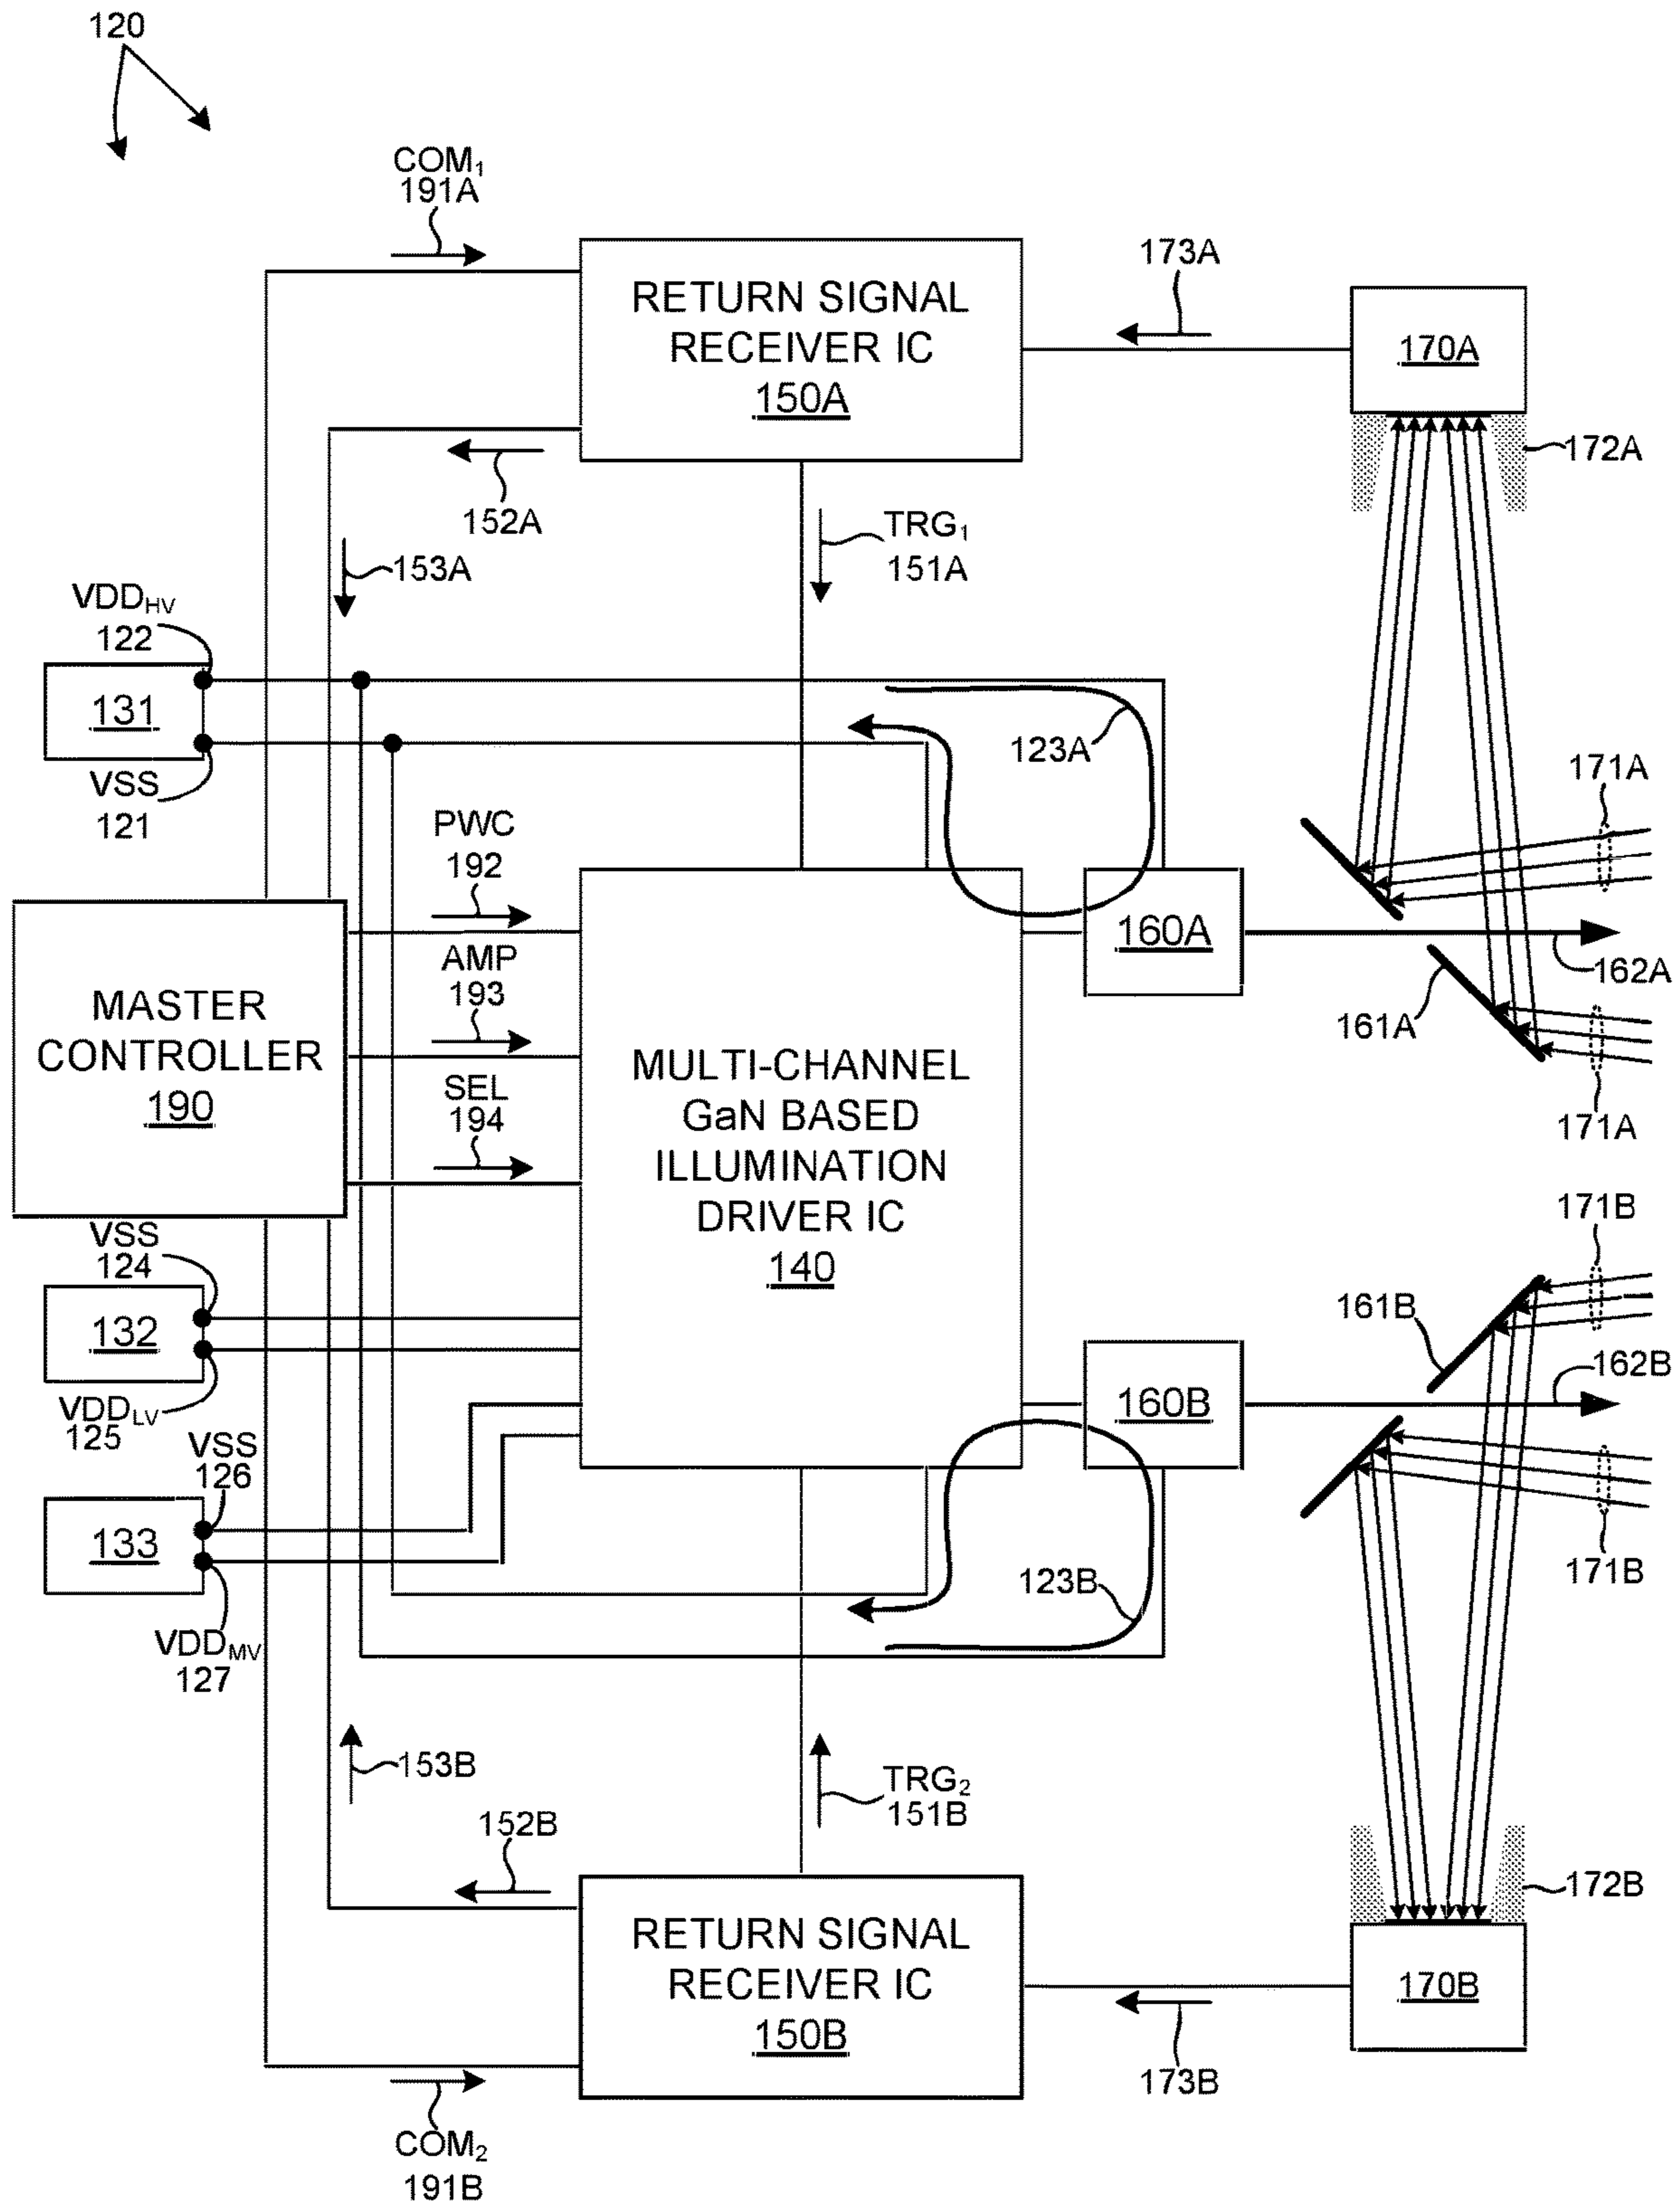 120
COM1
191A
RETURN SIGNAL
RECEIVER IC
150A
173A
170A
172A
152A
TRG1
151A
153A
VDDHV
122
131
VSS
121
123A
171A
PWC
192
160A
162A
AMP
193
161A
171A
MASTER
CONTROLLER
190
SEL
194
MULTI-CHANNEL
GaN BASED
ILLUMINATION
DRIVER IC
140
VSS
124
132
VDDLV
125
171B
161B
162B
160B
VSS
126
133
VDDMV
127
123B
171B
153B
TRG2
151B
152B
172B
RETURN SIGNAL
RECEIVER IC
150B
170B
173B
COM2
191B